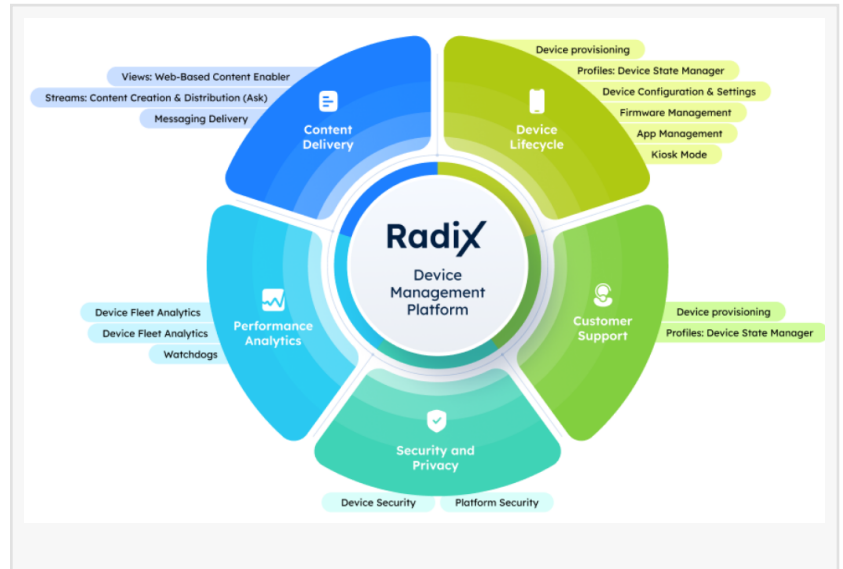 Device provisioning
Views: Web-Based Content Enabler
Profiles: Device State Manager
Streams: Content Creation & Distribution (Ask)
Device Configuration & Settings
Messaging Delivery
Firmware Management
Content
Delivery
Device
Lifecycle
App Management
Kiosk Mode
Radix
Device
Management
Platform
Device Fleet Analytics
Device Fleet Analytics
Watchdogs
Performance
Analytics
Customer
Support
Device provisioning
Profiles: Device State Manager
Security and
Privacy
Device Security
Platform Security